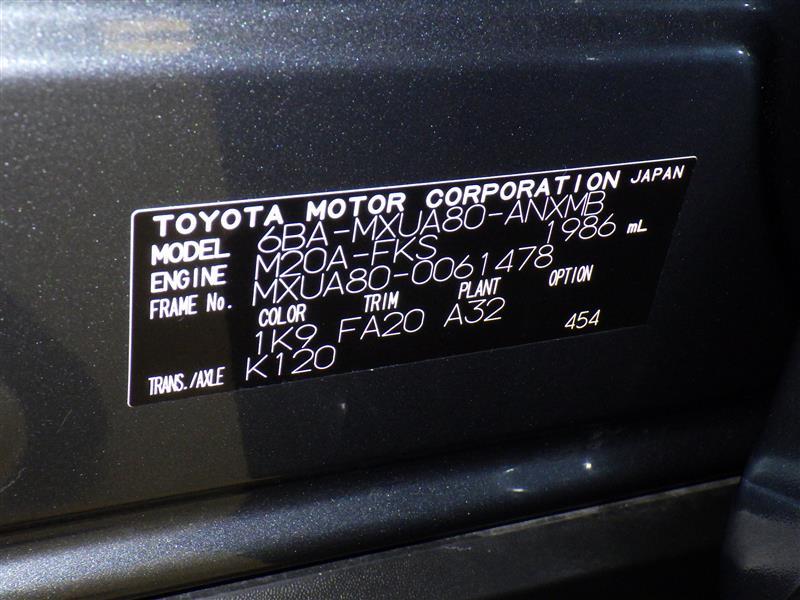 TOYOTA MOTOR CORPORATION JAPAN
MODEL 6BA-MXUA80-ANXMB
ENGINE M20A-FKS 1986 mL
FRAME No. MXUA80-0061478
COLOR TRIM PLANT OPTION
1K9 FA20 A32 454
TRANS./AXLE K120